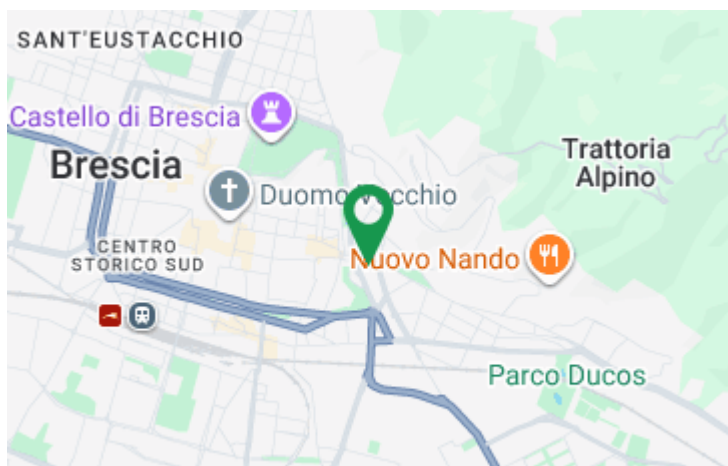 SANT'EUSTACCHIO
Castello di Brescia
Brescia
Trattoria
Alpino
Duomo Vecchio
CENTRO
STORICO SUD
Nuovo Nando
Parco Ducos